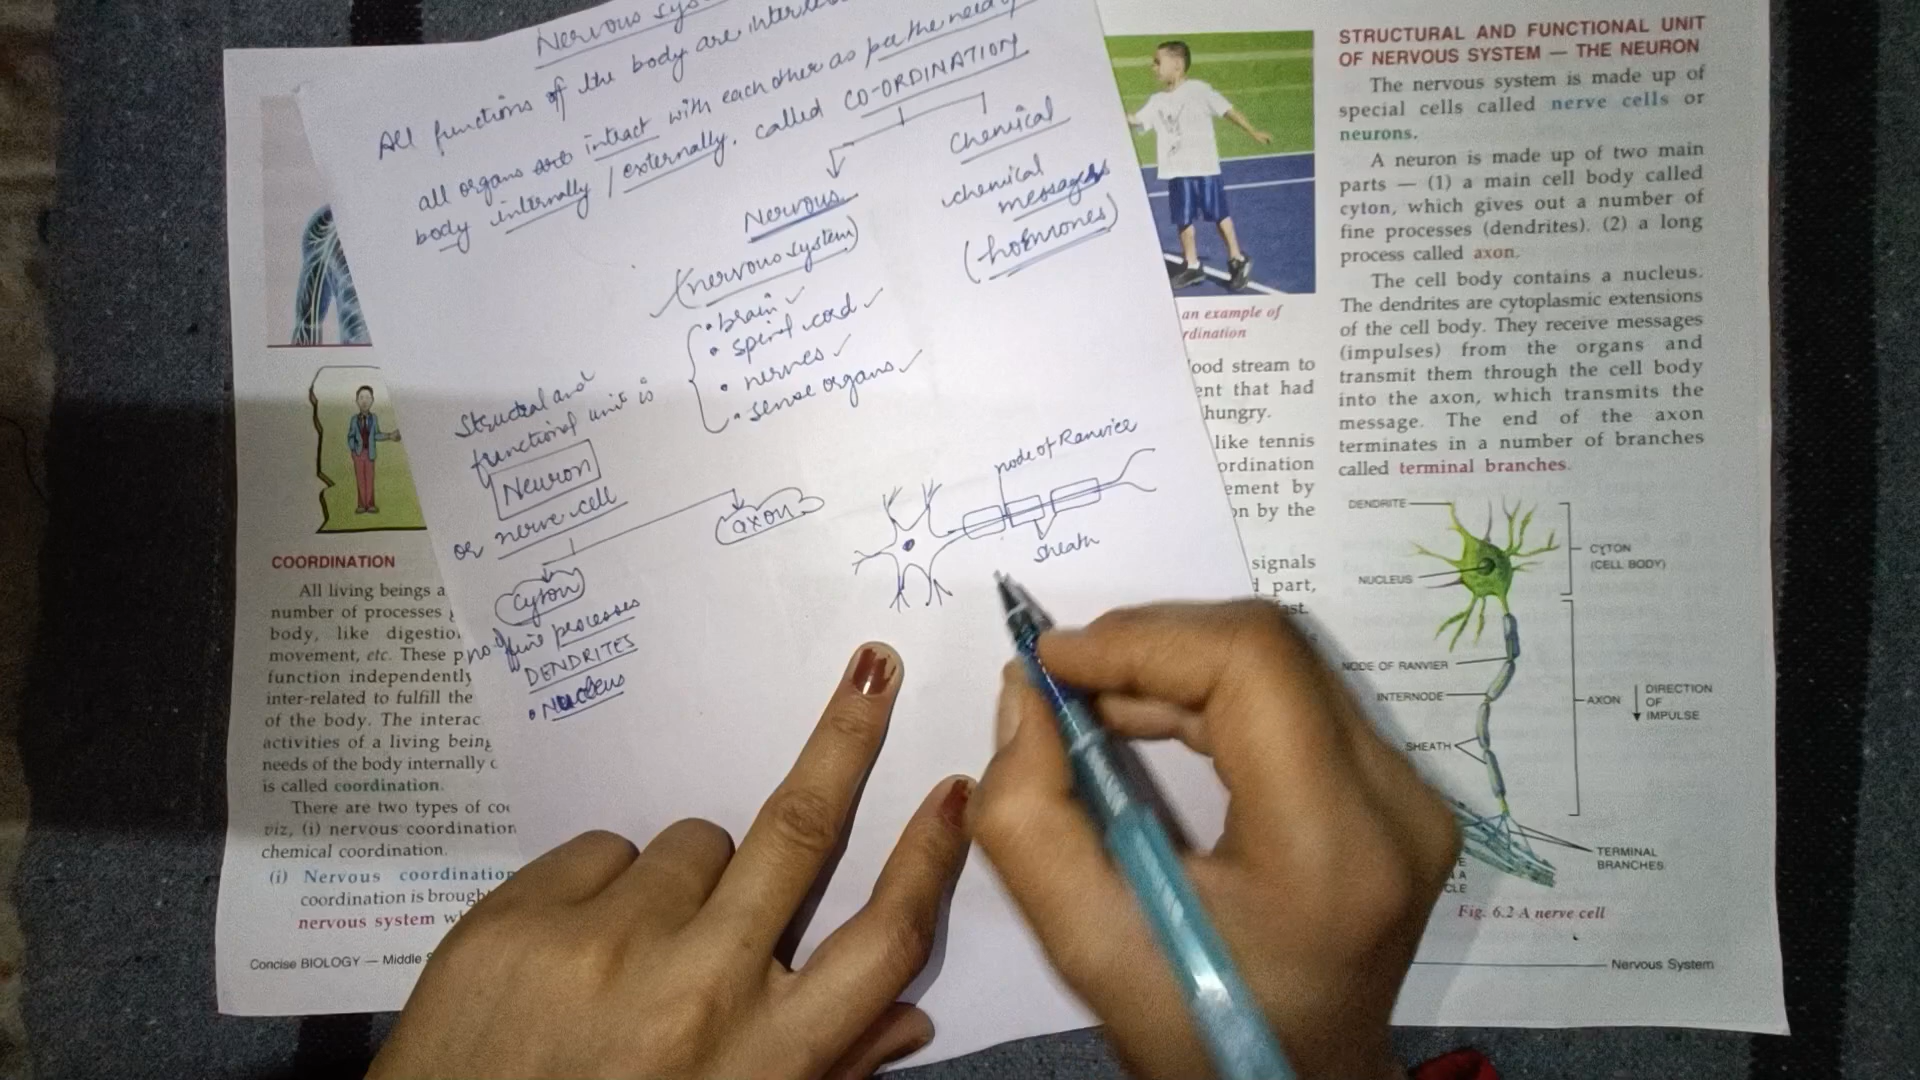 Nervous sys
All functions of the body are inter
all organs are intract with each other as per the need of
body internally / externally. called CO-ORDINATION
Nervous
(nervous system)
• brain ✓
• spinal cord ✓
• nerves ✓
• sense organs ✓
Chemical
chemical
messages
(hormones)
Structral and
functional unit is
Neuron
or nerve cell
axon
Cyton
no of fine processes
DENDRITES
• Nucleus
node of Ranvier
Sheath
COORDINATION
All living beings a
number of processes
body, like digestio
movement, etc. These p
function independently
inter-related to fulfill the
of the body. The interac
activities of a living being
needs of the body internally
is called coordination.
There are two types of coo
viz, (i) nervous coordination
chemical coordination.
(i) Nervous coordination
coordination is brough
nervous system w
Concise BIOLOGY — Middle S
an example of
rdination
ood stream to
ent that had
hungry.
like tennis
ordination
ement by
on by the
signals
part,
fast.
STRUCTURAL AND FUNCTIONAL UNIT
OF NERVOUS SYSTEM — THE NEURON
The nervous system is made up of
special cells called nerve cells or
neurons.
A neuron is made up of two main
parts — (1) a main cell body called
cyton, which gives out a number of
fine processes (dendrites). (2) a long
process called axon.
The cell body contains a nucleus.
The dendrites are cytoplasmic extensions
of the cell body. They receive messages
(impulses) from the organs and
transmit them through the cell body
into the axon, which transmits the
message. The end of the axon
terminates in a number of branches
called terminal branches.
DENDRITE
NUCLEUS
CYTON
(CELL BODY)
NODE OF RANVIER
INTERNODE
SHEATH
AXON
DIRECTION
OF
IMPULSE
TERMINAL
BRANCHES
Fig. 6.2 A nerve cell
Nervous System